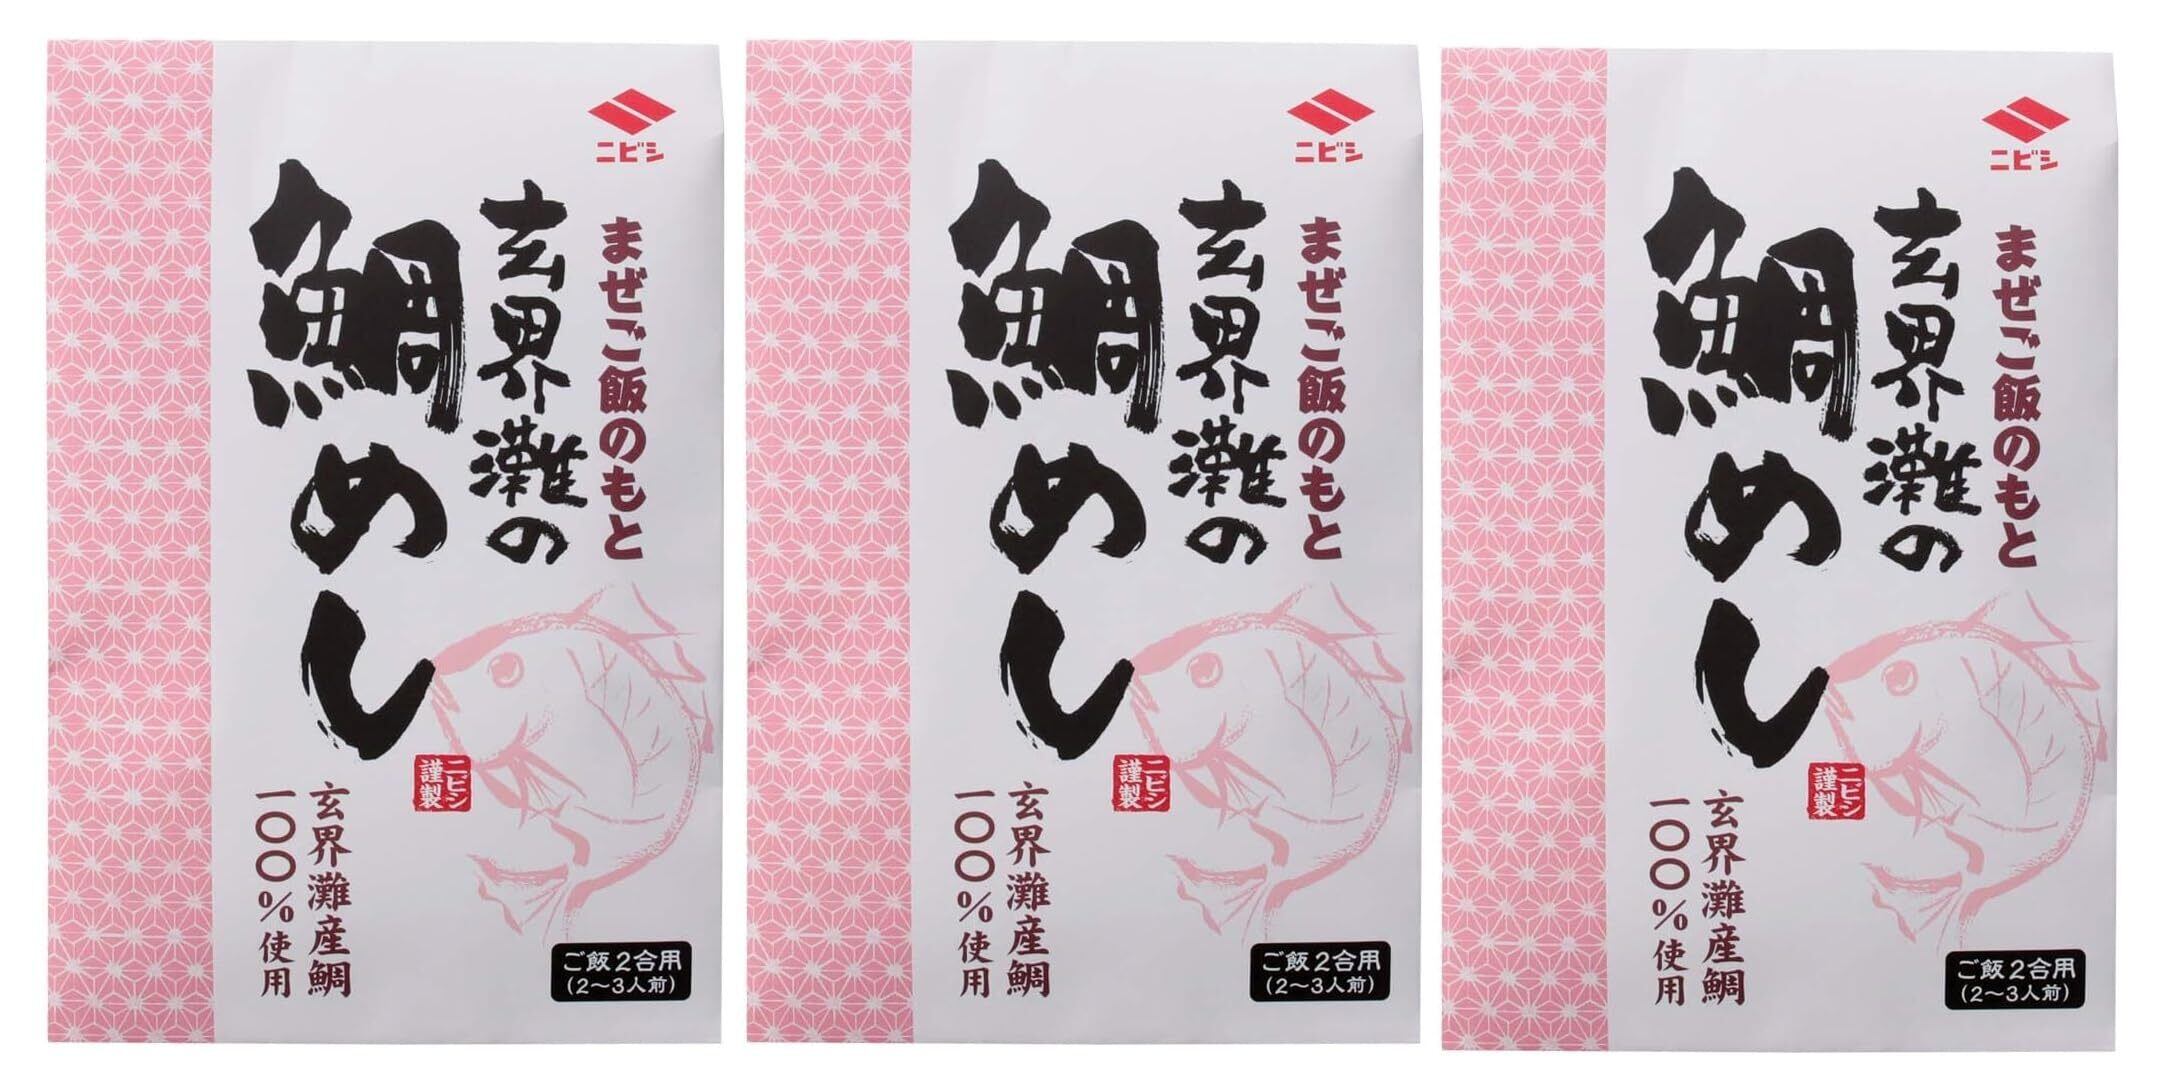 ニビシ
まぜご飯のもと
玄界灘の
鯛めし
ニビシ
謹製
玄界灘産鯛
一〇〇%使用
ご飯2合用
(2〜3人前)
ニビシ
まぜご飯のもと
玄界灘の
鯛めし
ニビシ
謹製
玄界灘産鯛
一〇〇%使用
ご飯2合用
(2〜3人前)
ニビシ
まぜご飯のもと
玄界灘の
鯛めし
ニビシ
謹製
玄界灘産鯛
一〇〇%使用
ご飯2合用
(2〜3人前)